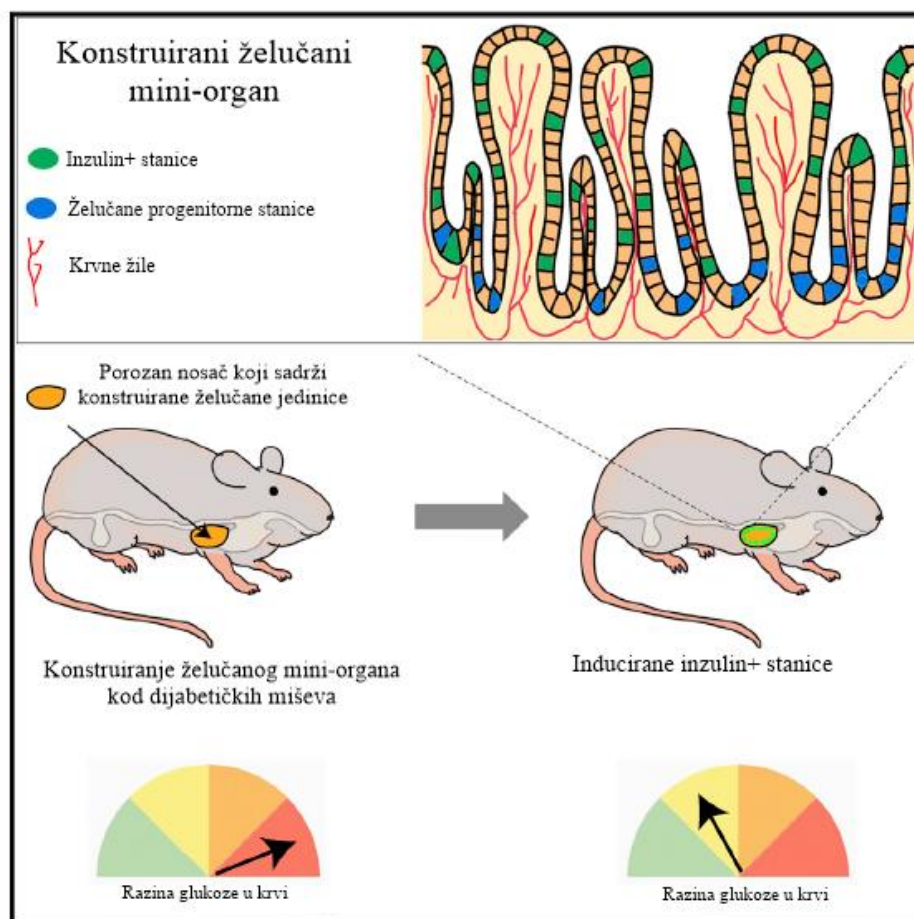 Konstruirani želučani
mini-organ
Inzulin+ stanice
Želučane progenitorne stanice
Krvne žile
Porozan nosač koji sadrži
konstruirane želučane jedinice
Konstruiranje želučanog mini-organa
kod dijabetičkih miševa
Inducirane inzulin+ stanice
Razina glukoze u krvi
Razina glukoze u krvi